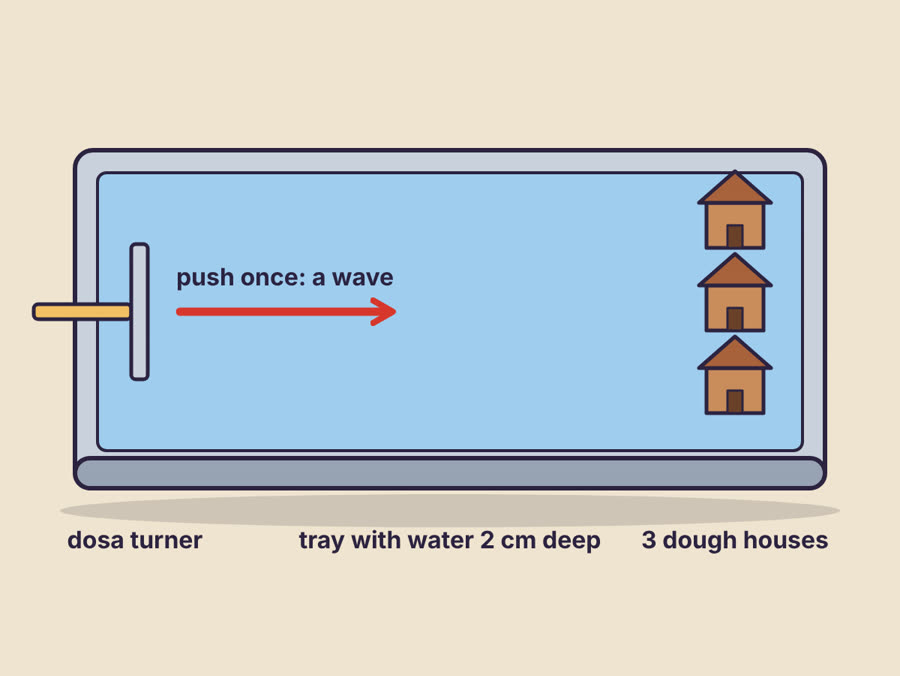 push once: a wave
dosa turner
tray with water 2 cm deep
3 dough houses